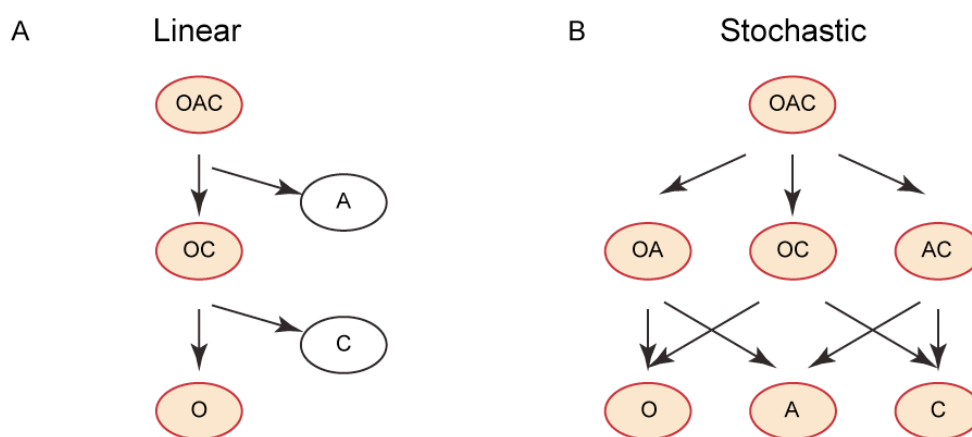 A Linear
OAC
A
OC
C
O
B Stochastic
OAC
OA OC AC
O A C